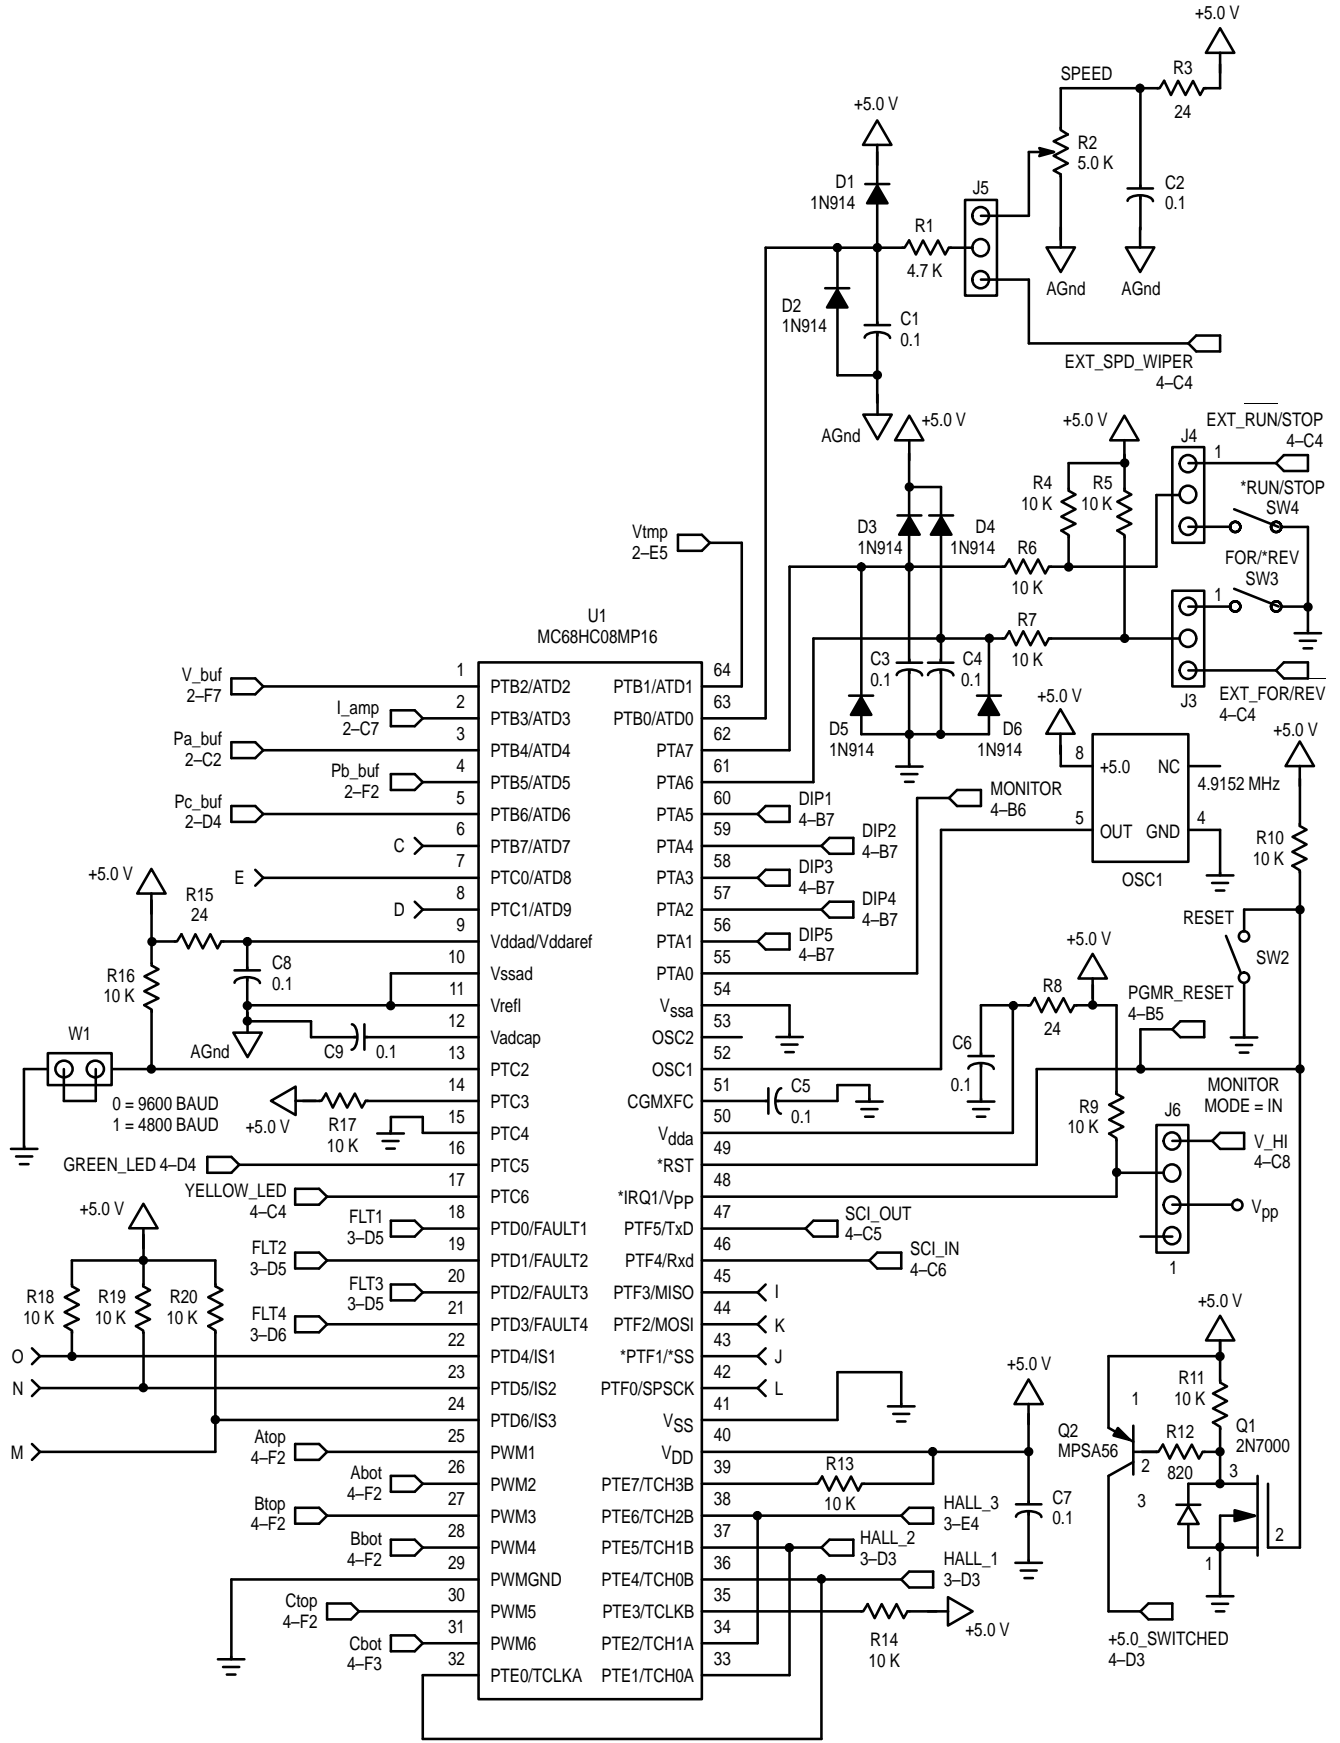 +5.0 V
SPEED
R3
24
+5.0 V
R2
5.0 K
C2
0.1
D1
1N914
J5
R1
4.7 K
AGnd
AGnd
D2
1N914
C1
0.1
EXT_SPD_WIPER
4–C4
AGnd
+5.0 V
+5.0 V
EXT_RUN/STOP
4–C4
J4
1
R4
10 K
R5
10 K
*RUN/STOP
SW4
D3
1N914
D4
1N914
Vtmp
2–E5
R6
10 K
FOR/*REV
SW3
1
U1
MC68HC08MP16
R7
10 K
C3
0.1
C4
0.1
J3
EXT_FOR/REV
4–C4
D5
1N914
D6
1N914
+5.0 V
+5.0 V
8
+5.0
NC
4.9152 MHz
5
OUT
GND
4
OSC1
R10
10 K
V_buf
2–F7
1
PTB2/ATD2
PTB1/ATD1
64
I_amp
2–C7
2
PTB3/ATD3
PTB0/ATD0
63
Pa_buf
2–C2
3
PTB4/ATD4
PTA7
62
Pb_buf
2–F2
4
PTB5/ATD5
PTA6
61
MONITOR
4–B6
Pc_buf
2–D4
5
PTB6/ATD6
PTA5
60
DIP1
4–B7
C
6
PTB7/ATD7
PTA4
59
DIP2
4–B7
E
7
PTC0/ATD8
PTA3
58
DIP3
4–B7
D
8
PTC1/ATD9
PTA2
57
DIP4
4–B7
+5.0 V
R15
24
9
Vddad/Vddaref
PTA1
56
DIP5
4–B7
RESET
SW2
10
Vssad
PTA0
55
R16
10 K
C8
0.1
11
Vrefl
Vssa
54
+5.0 V
R8
24
PGMR_RESET
4–B5
AGnd
C9
0.1
12
Vadcap
OSC2
53
C6
0.1
W1
13
PTC2
OSC1
52
0 = 9600 BAUD
1 = 4800 BAUD
+5.0 V
R17
10 K
14
PTC3
CGMXFC
51
C5
0.1
R9
10 K
MONITOR
MODE = IN
J6
15
PTC4
Vdda
50
V_HI
4–C8
GREEN_LED 4–D4
16
PTC5
*RST
49
YELLOW_LED
4–C4
17
PTC6
*IRQ1/VPP
48
Vpp
1
+5.0 V
FLT1
3–D5
18
PTD0/FAULT1
PTF5/TxD
47
SCI_OUT
4–C5
FLT2
3–D5
19
PTD1/FAULT2
PTF4/Rxd
46
SCI_IN
4–C6
R18
10 K
R19
10 K
R20
10 K
FLT3
3–D5
20
PTD2/FAULT3
PTF3/MISO
45
I
FLT4
3–D6
21
PTD3/FAULT4
PTF2/MOSI
44
K
O
22
PTD4/IS1
*PTF1/*SS
43
J
N
23
PTD5/IS2
PTF0/SPSCK
42
L
M
24
PTD6/IS3
VSS
41
+5.0 V
+5.0 V
R11
10 K
Q1
2N7000
1
Q2
MPSA56
R12
820
2
3
3
2
1
Atop
4–F2
25
PWM1
VDD
40
Abot
4–F2
26
PWM2
PTE7/TCH3B
39
R13
10 K
Btop
4–F2
27
PWM3
PTE6/TCH2B
38
HALL_3
3–E4
C7
0.1
Bbot
4–F2
28
PWM4
PTE5/TCH1B
37
HALL_2
3–D3
29
PWMGND
PTE4/TCH0B
36
HALL_1
3–D3
Ctop
4–F2
30
PWM5
PTE3/TCLKB
35
R14
10 K
+5.0 V
Cbot
4–F3
31
PWM6
PTE2/TCH1A
34
32
PTE0/TCLKA
PTE1/TCH0A
33
+5.0_SWITCHED
4–D3